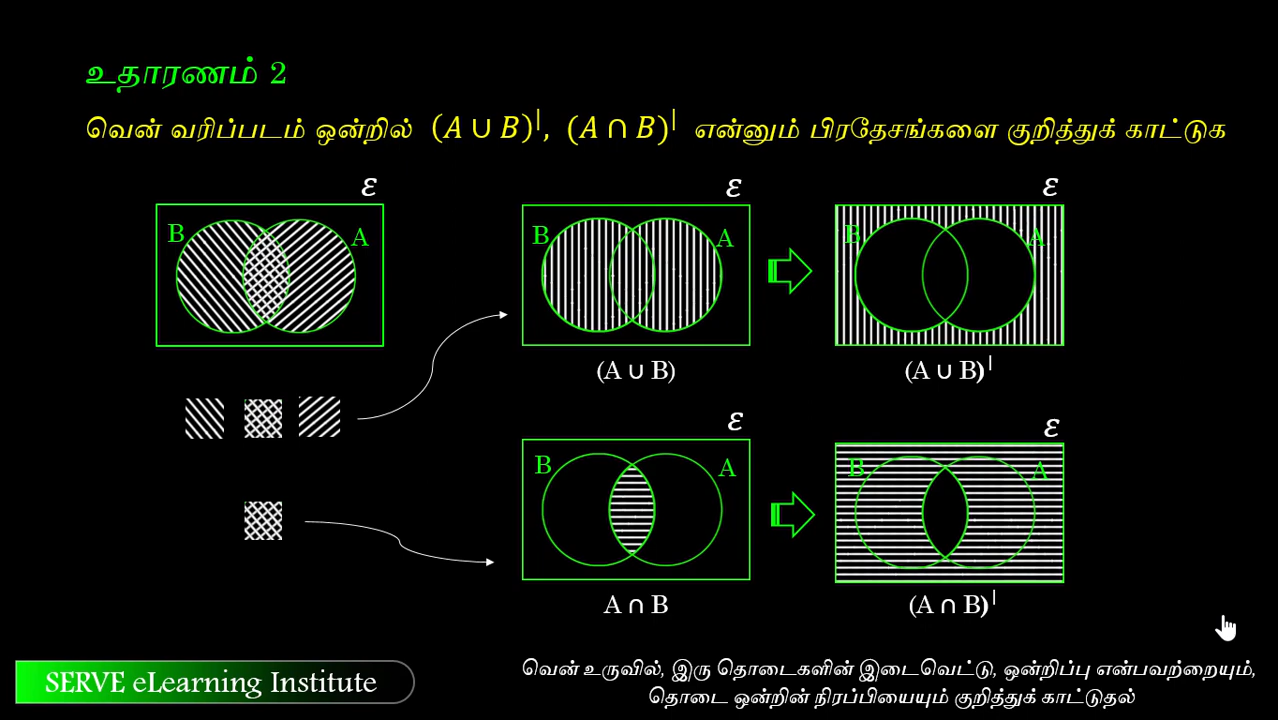 உதாரணம் 2
வென் வரிப்படம் ஒன்றில் (A ∪ B)|, (A ∩ B)| என்னும் பிரதேசங்களை குறித்துக் காட்டுக
ε ε ε
B A B A B A
(A ∪ B) (A ∪ B)|
ε ε
B A B A
A ∩ B (A ∩ B)|
SERVE eLearning Institute
வென் உருவில், இரு தொடைகளின் இடைவெட்டு, ஒன்றிப்பு என்பவற்றையும்,
தொடை ஒன்றின் நிரப்பியையும் குறித்துக் காட்டுதல்